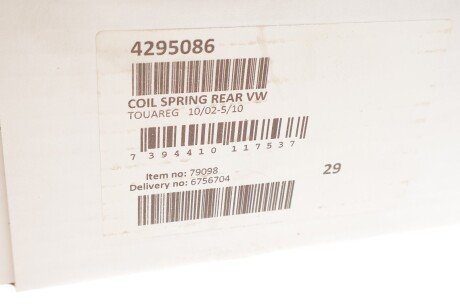 4295086
COIL SPRING REAR VW
TOUAREG 10/02-5/10
7 394410 117537
Item no: 79098
29
Delivery no: 6756704